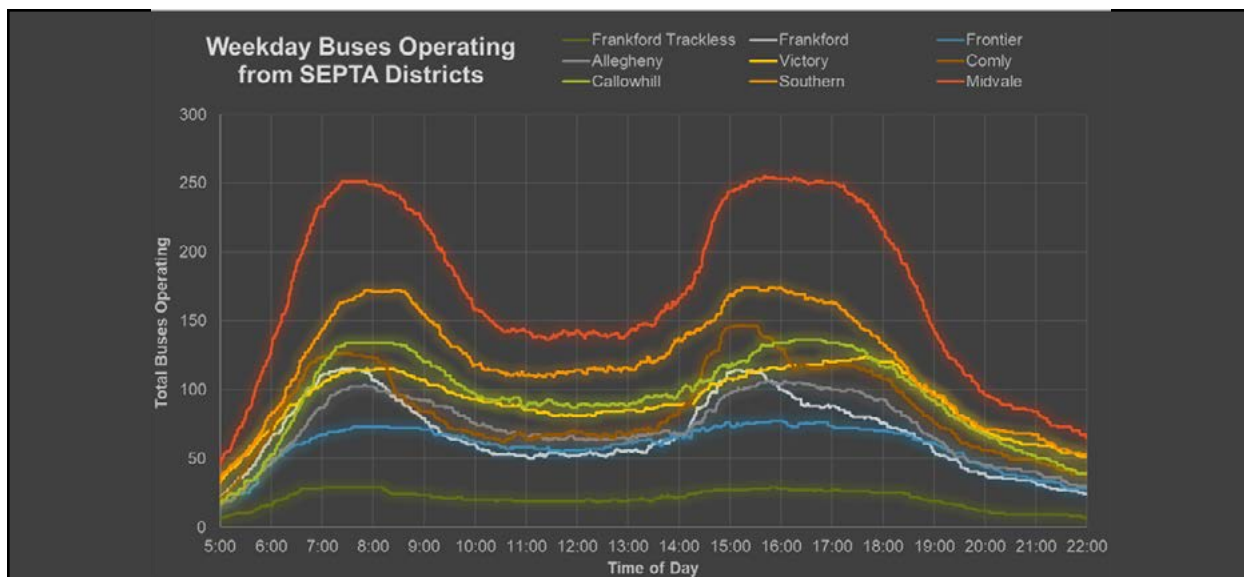 Weekday Buses Operating
from SEPTA Districts
Frankford Trackless
Frankford
Frontier
Allegheny
Victory
Comly
Callowhill
Southern
Midvale
Total Buses Operating
300
250
200
150
100
50
0
5:00 6:00 7:00 8:00 9:00 10:00 11:00 12:00 13:00 14:00 15:00 16:00 17:00 18:00 19:00 20:00 21:00 22:00
Time of Day